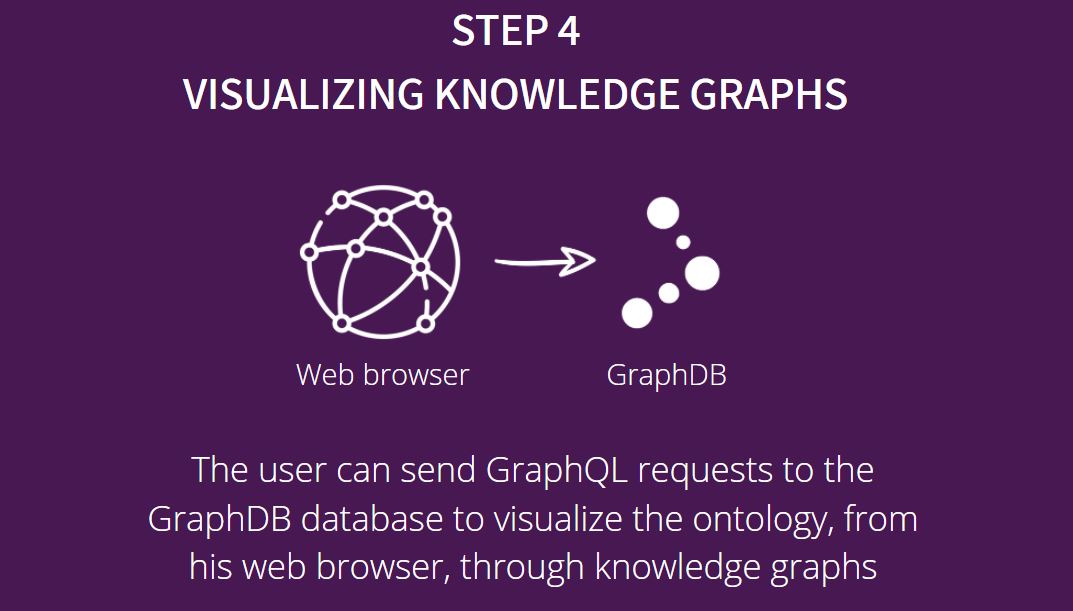 STEP 4
VISUALIZING KNOWLEDGE GRAPHS
Web browser
GraphDB
The user can send GraphQL requests to the
GraphDB database to visualize the ontology, from
his web browser, through knowledge graphs